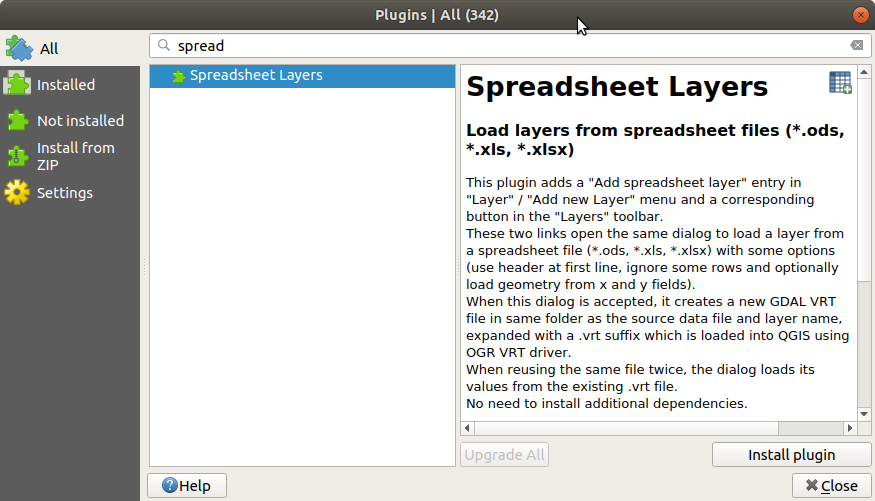 Plugins | All (342)
All
spread
Installed
Not installed
Install from
ZIP
Settings
Spreadsheet Layers
Spreadsheet Layers
Load layers from spreadsheet files (*.ods,
*.xls, *.xlsx)
This plugin adds a "Add spreadsheet layer" entry in
"Layer" / "Add new Layer" menu and a corresponding
button in the "Layers" toolbar.
These two links open the same dialog to load a layer from
a spreadsheet file (*.ods, *.xls, *.xlsx) with some options
(use header at first line, ignore some rows and optionally
load geometry from x and y fields).
When this dialog is accepted, it creates a new GDAL VRT
file in same folder as the source data file and layer name,
expanded with a .vrt suffix which is loaded into QGIS using
OGR VRT driver.
When reusing the same file twice, the dialog loads its
values from the existing .vrt file.
No need to install additional dependencies.
Upgrade All
Install plugin
Help
Close